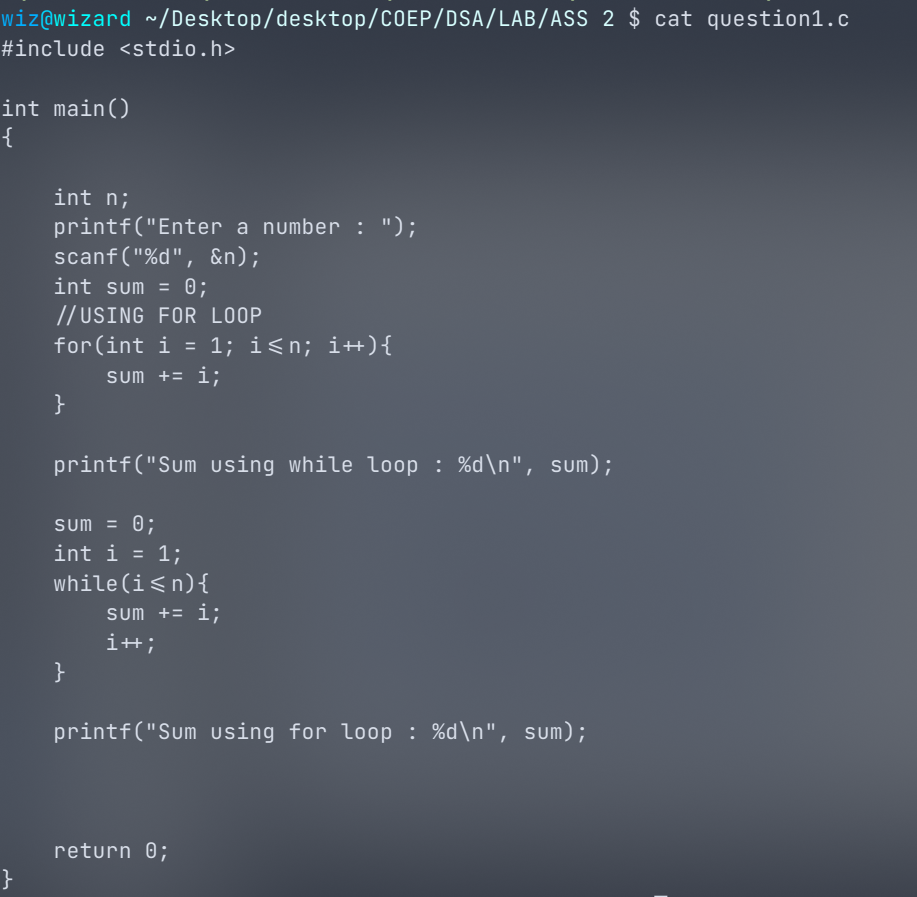 wiz@wizard ~/Desktop/desktop/COEP/DSA/LAB/ASS 2 $ cat question1.c
#include <stdio.h>

int main()
{

    int n;
    printf("Enter a number : ");
    scanf("%d", &n);
    int sum = 0;
    //USING FOR LOOP
    for(int i = 1; i<=n; i++){
        sum += i;
    }

    printf("Sum using while loop : %d\n", sum);

    sum = 0;
    int i = 1;
    while(i<=n){
        sum += i;
        i++;
    }

    printf("Sum using for loop : %d\n", sum);



    return 0;
}